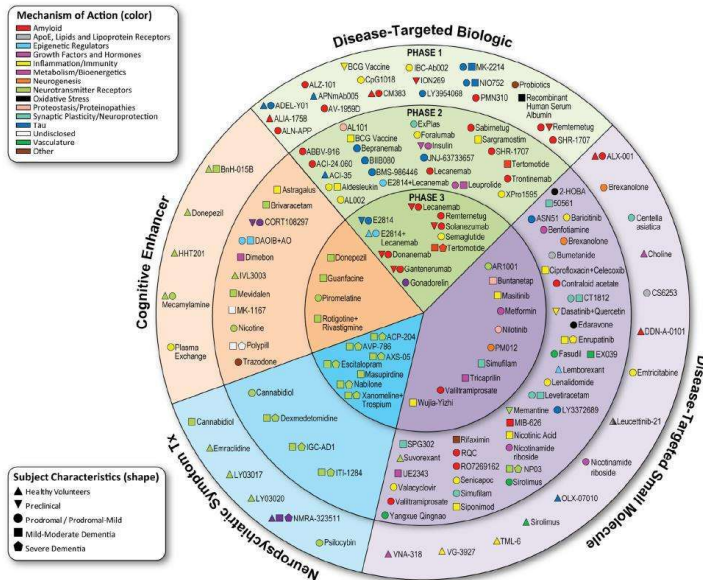 Mechanism of Action (color)
Amyloid
ApoE, Lipids and Lipoprotein Receptors
Epigenetic Regulators
Growth Factors and Hormones
Inflammation/Immunity
Metabolism/Bioenergetics
Neurogenesis
Neurotransmitter Receptors
Oxidative Stress
Proteostasis/Proteinopathies
Synaptic Plasticity/Neuroprotection
Tau
Undisclosed
Vasculature
Other
Subject Characteristics (shape)
Healthy Volunteers
Preclinical
Prodromal / Prodromal-Mild
Mild-Moderate Dementia
Severe Dementia
Disease-Targeted Biologic
PHASE 1
BCG Vaccine
IBC-Ab002
MK-2214
CpG1018
ION269
NIO752
Probiotics
ALZ-101
APNmAb005
CM383
LY3954068
PMN310
Recombinant
Human Serum
Albumin
ADEL-Y01
AV-1959D
ALIA-1758
ALN-APP
Remternetug
SHR-1707
PHASE 2
AL101
ExPlas
Sabirnetug
BCG Vaccine
Foralumab
Sargramostim
ABBV-916
Bepranemab
Insulin
SHR-1707
ACI-24.060
BIIB080
JNJ-63733657
Tertomotide
ACI-35
BMS-986446
Lecanemab
Trontinemab
Aldesleukin
E2814+Lecanemab
Leuprolide
XPro1595
AL002
PHASE 3
Lecanemab
E2814
Remternetug
Solanezumab
E2814+
Lecanemab
Semaglutide
Donanemab
Tertomotide
Gantenerumab
Gonadorelin
Cognitive Enhancer
BnH-015B
Donepezil
HHT201
Mecamylamine
Plasma
Exchange
Astragalus
Brivaracetam
CORT108297
DAOIB+AO
Dimebon
IVL3003
Mevidalen
MK-1167
Nicotine
Polypill
Trazodone
Donepezil
Guanfacine
Piromelatine
Rotigotine+
Rivastigmine
Neuropsychiatric Symptom Tx
ACP-204
AVP-786
AXS-05
Escitalopram
Masupirdine
Nabilone
Xanomeline+
Trospium
Cannabidiol
Dexmedetomidine
IGC-AD1
ITI-1284
Cannabidiol
Emraclidine
LY03017
LY03020
NMRA-323511
Psilocybin
Disease-Targeted Small Molecule
AR1001
Buntanetap
Masitinib
Metformin
Nilotinib
PM012
Simufilam
Tricaprilin
Valiltramiprosate
Wujia-Yizhi
2-HOBA
50561
ASN51
Baricitinib
Benfotiamine
Brexanolone
Bumetanide
Ciprofloxacin+Celecoxib
Contraloid acetate
CT1812
Dasatinib+Quercetin
Edaravone
Enrupatinib
Fasudil
EX039
Lemborexant
Lenalidomide
Levetiracetam
Memantine
LY3372689
MIB-626
Nicotinic Acid
Nicotinamide
riboside
NP03
Sirolimus
SPG302
Rifaximin
Suvorexant
RQC
UE2343
RO7269162
Valacyclovir
Senicapoc
Valiltramiprosate
Simufilam
Yangxue Qingnao
Siponimod
ALX-001
Brexanolone
Centella
asiatica
Choline
CS6253
DDN-A-0101
Emtricitabine
Leucettinib-21
Nicotinamide
riboside
OLX-07010
Sirolimus
TML-6
VG-3927
VNA-318